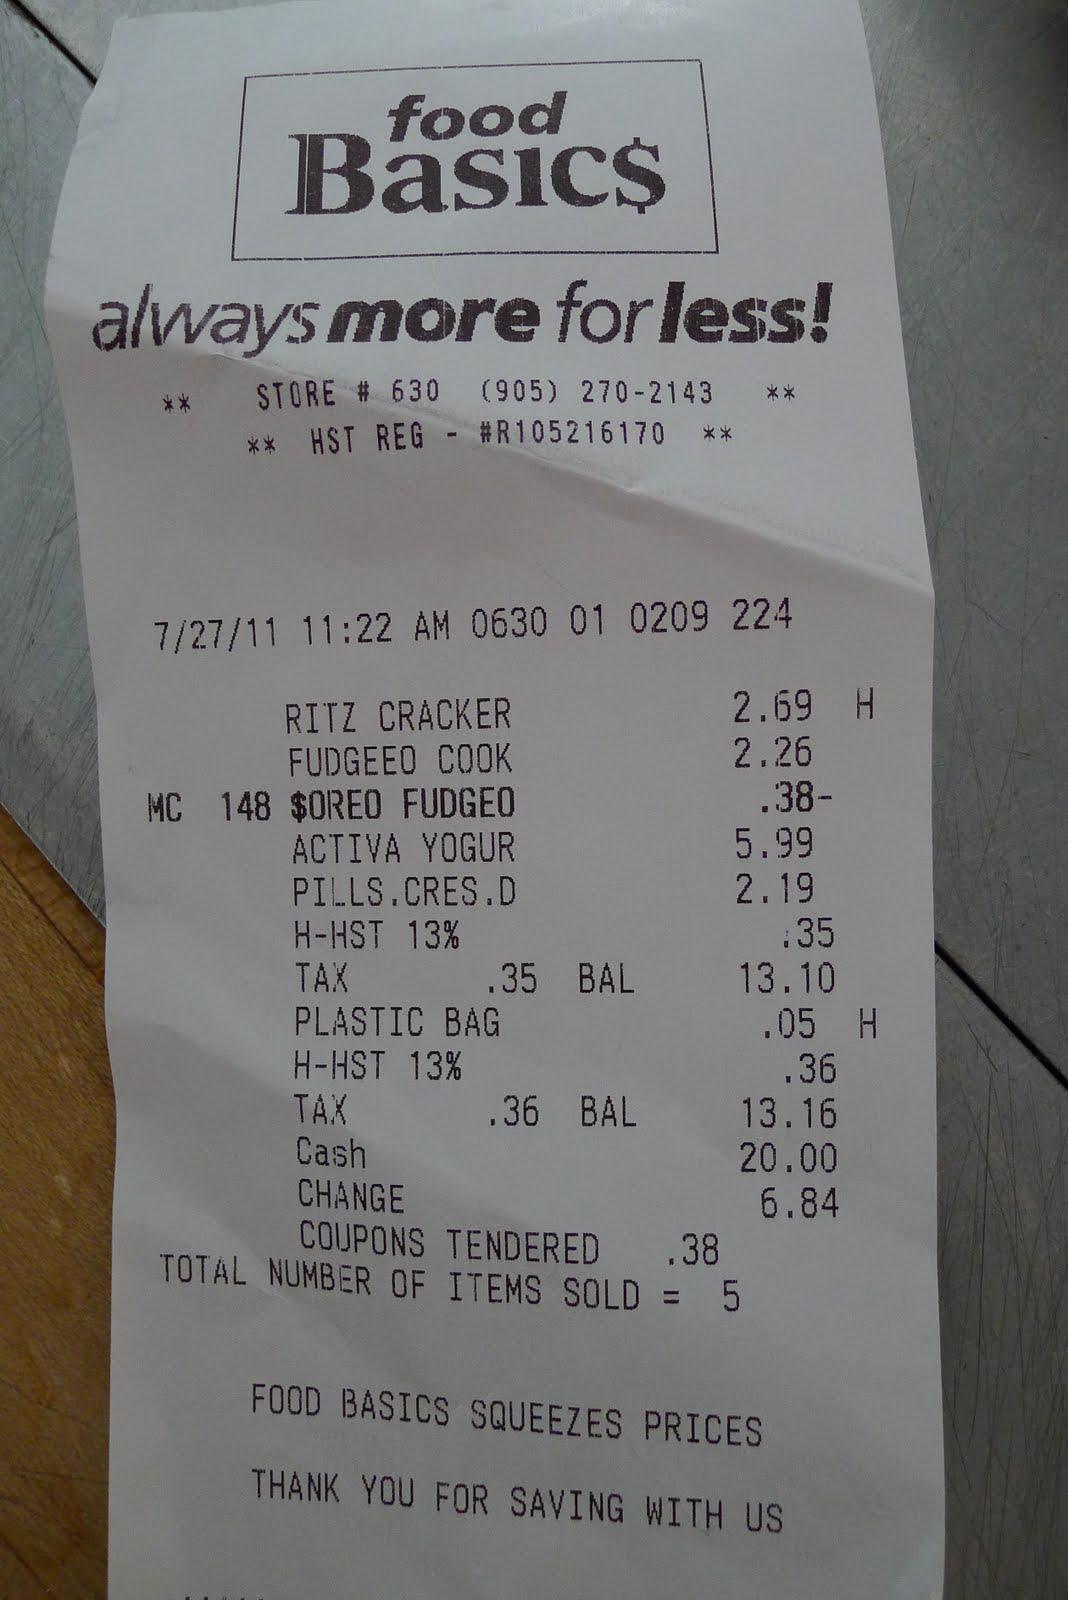 food
Basic$
always more for less!
** STORE # 630 (905) 270-2143 **
** HST REG - #R105216170 **
7/27/11 11:22 AM 0630 01 0209 224
RITZ CRACKER 2.69 H
FUDGEEO COOK 2.26
MC 148 $OREO FUDGEO .38-
ACTIVA YOGUR 5.99
PILLS.CRES.D 2.19
H-HST 13% .35
TAX .35 BAL 13.10
PLASTIC BAG .05 H
H-HST 13% .36
TAX .36 BAL 13.16
Cash 20.00
CHANGE 6.84
COUPONS TENDERED .38
TOTAL NUMBER OF ITEMS SOLD = 5
FOOD BASICS SQUEEZES PRICES
THANK YOU FOR SAVING WITH US